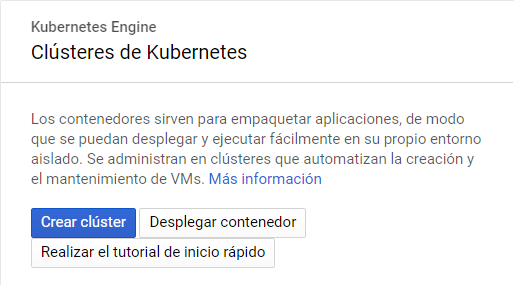 Kubernetes Engine
Clústeres de Kubernetes
Los contenedores sirven para empaquetar aplicaciones, de modo
que se puedan desplegar y ejecutar fácilmente en su propio entorno
aislado. Se administran en clústeres que automatizan la creación y
el mantenimiento de VMs. Más información
Crear clúster Desplegar contenedor
Realizar el tutorial de inicio rápido